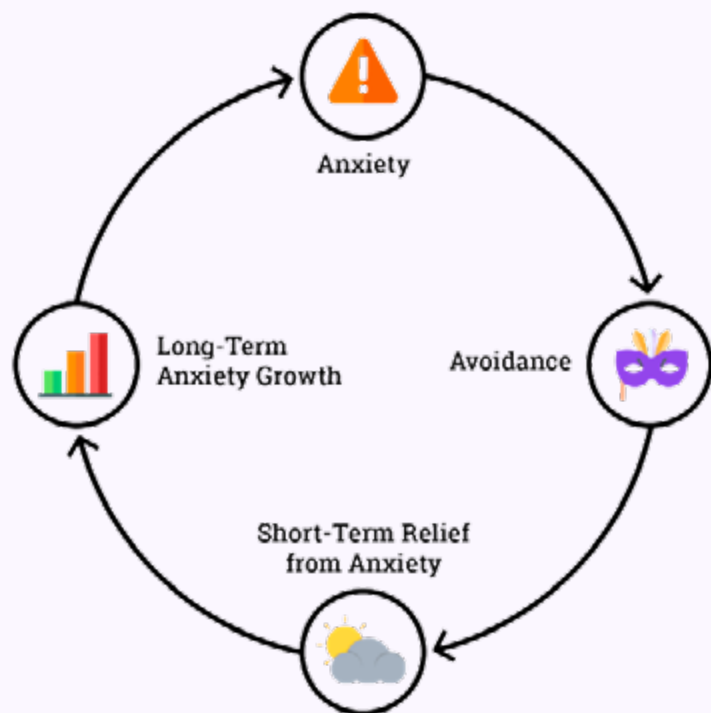 Anxiety
Avoidance
Short-Term Relief
from Anxiety
Long-Term
Anxiety Growth